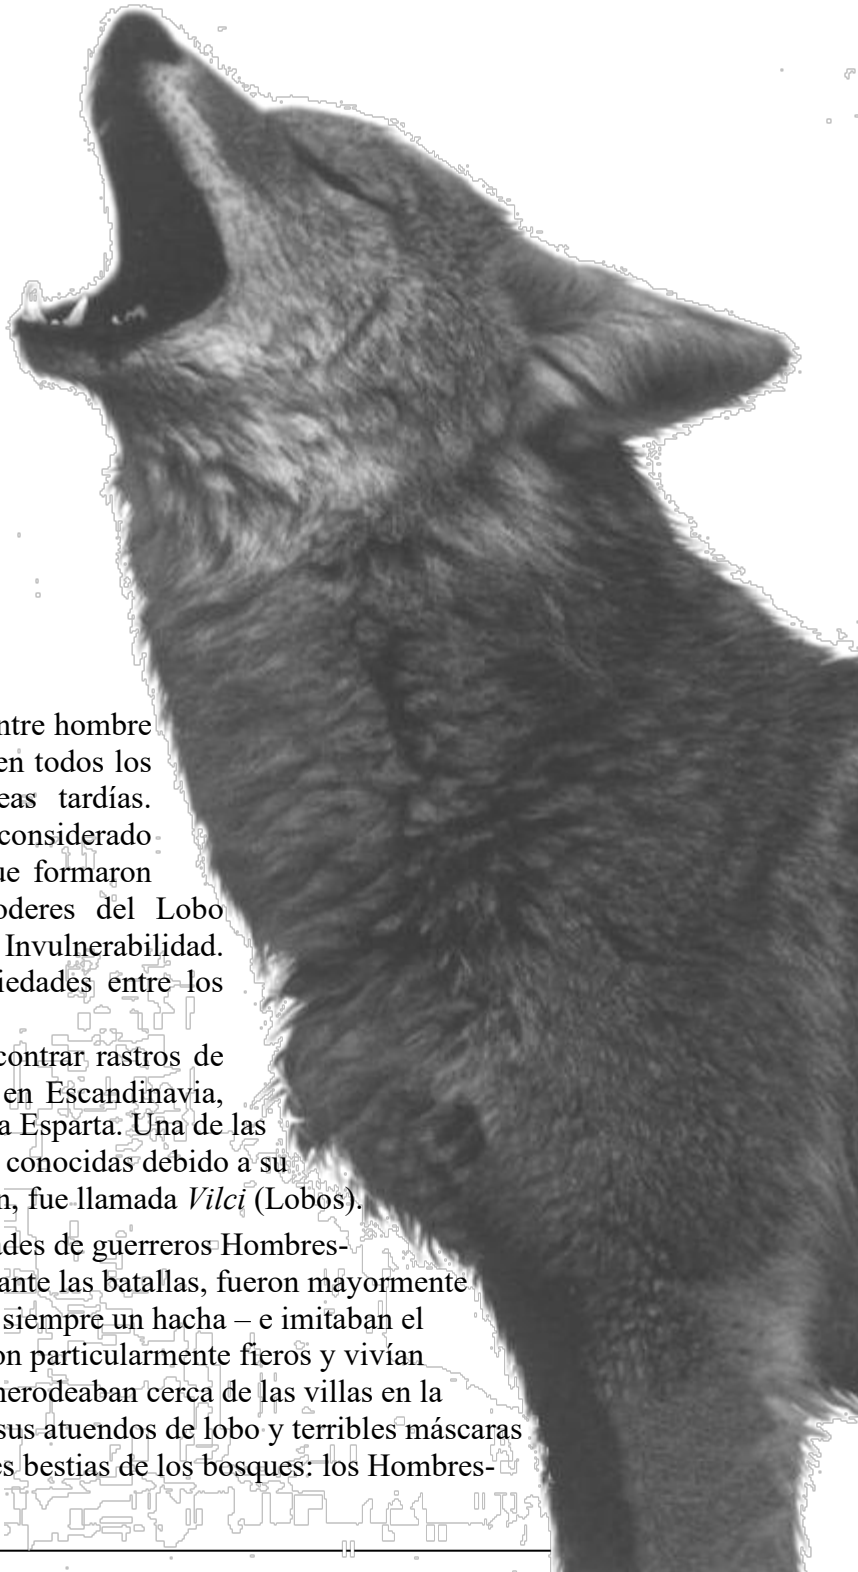 ntre hombre
en todos los
eas tardías.
considerado
ue formaron
oderes del Lobo
Invulnerabilidad.
iedades entre los
contrar rastros de
en Escandinavia,
a Esparta. Una de las
conocidas debido a su
n, fue llamada Vilci (Lobos).
ades de guerreros Hombres-
ante las batallas, fueron mayormente
siempre un hacha – e imitaban el
on particularmente fieros y vivían
merodeaban cerca de las villas en la
sus atuendos de lobo y terribles máscaras
es bestias de los bosques: los Hombres-